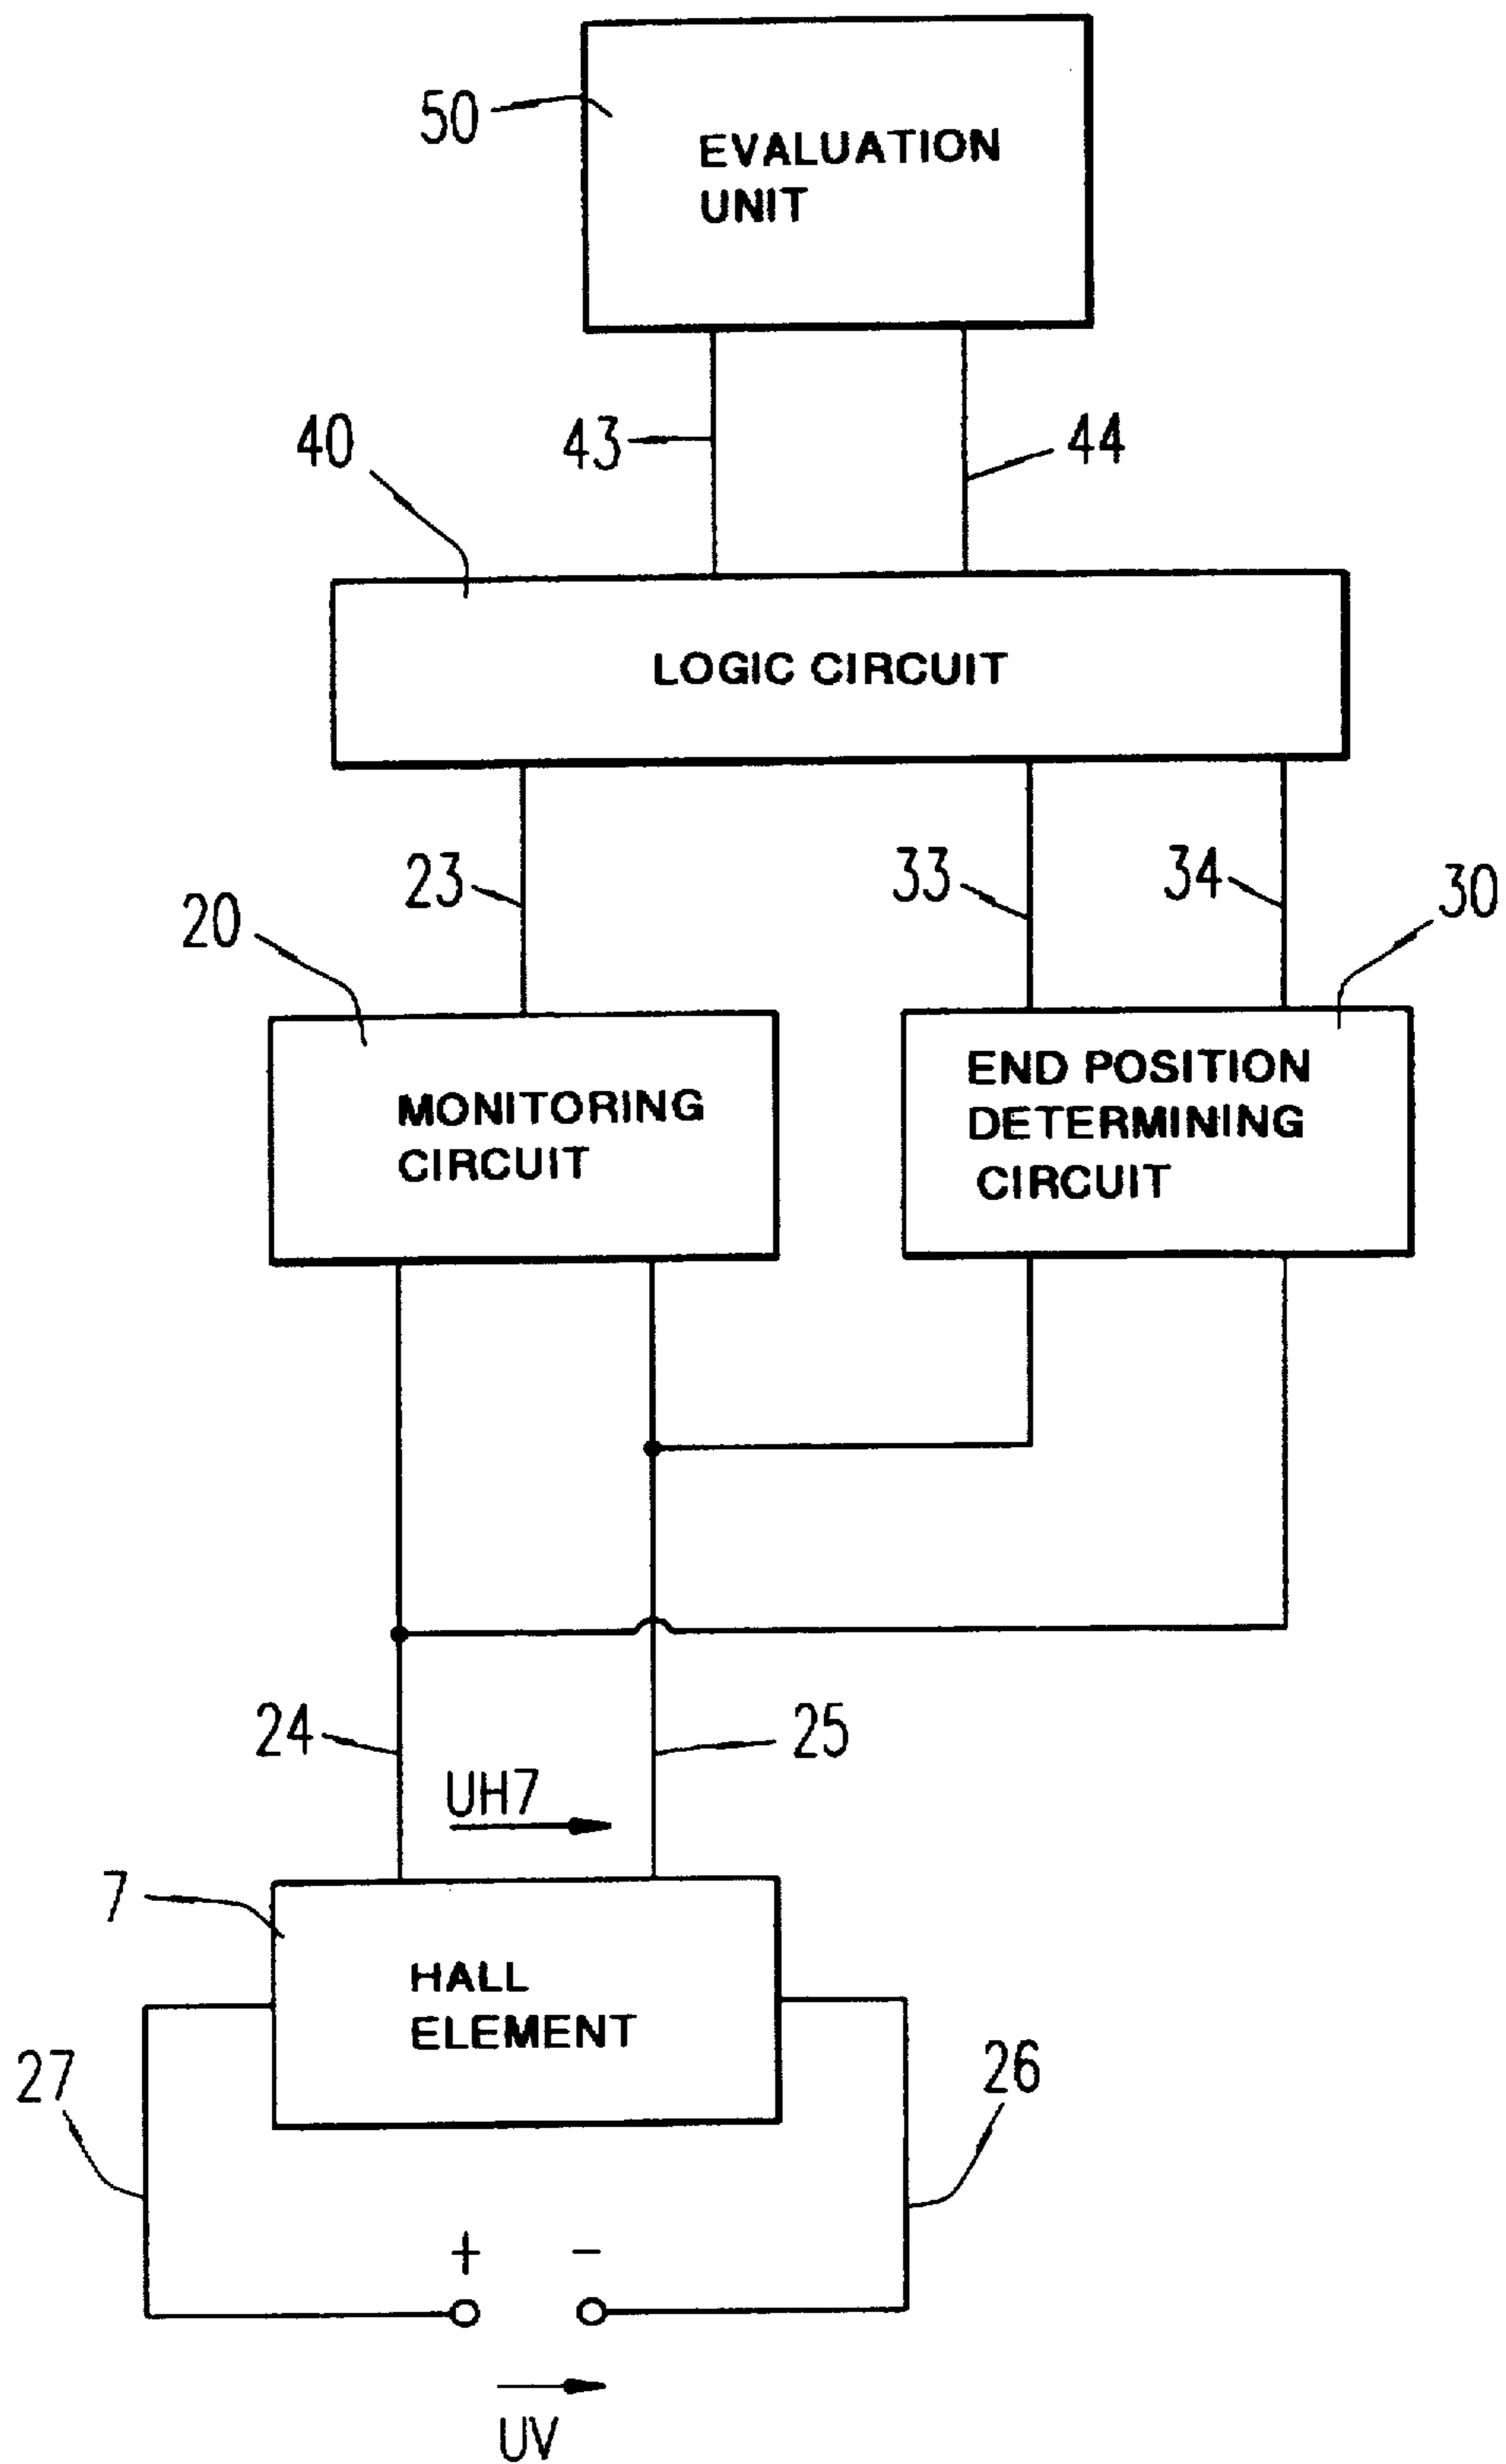 50
EVALUATION
UNIT
43
44
40
LOGIC CIRCUIT
23
33
34
30
20
END POSITION
DETERMINING
CIRCUIT
MONITORING
CIRCUIT
24
25
UH7
7
HALL
ELEMENT
27
26
+ -
UV